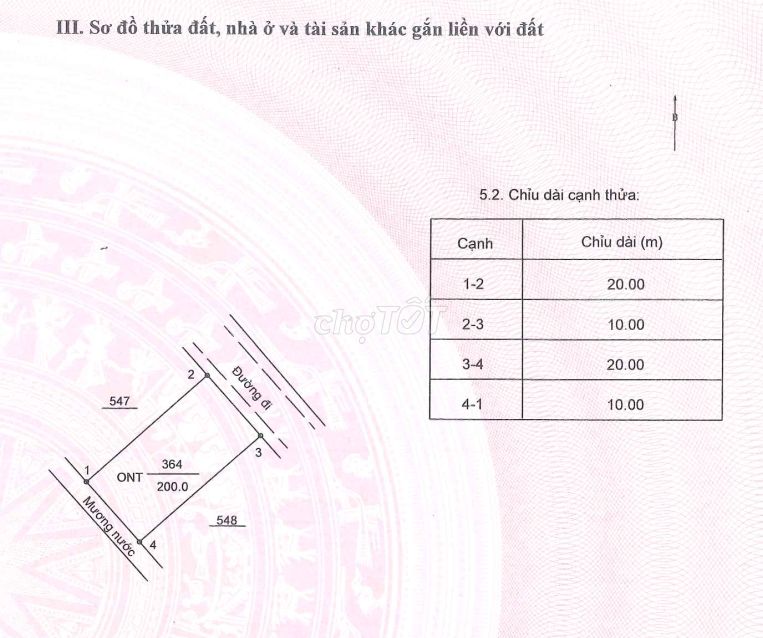 III. Sơ đồ thửa đất, nhà ở và tài sản khác gắn liền với đất
B
5.2. Chỉu dài cạnh thửa:
Cạnh Chỉu dài (m)
1-2 20.00
2-3 10.00
3-4 20.00
4-1 10.00
chợTỐT
2
Đường đi
547
3
1
ONT 364
200.0
Mương nước
4
548